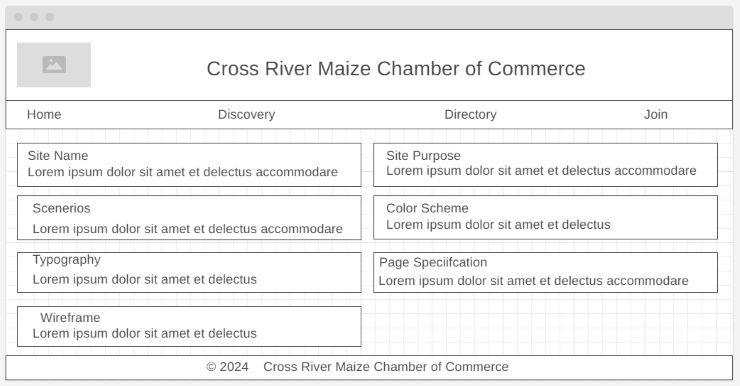 Cross River Maize Chamber of Commerce
Home Discovery Directory Join
Site Name
Lorem ipsum dolor sit amet et delectus accommodare
Site Purpose
Lorem ipsum dolor sit amet et delectus accommodare
Scenerios
Lorem ipsum dolor sit amet et delectus accommodare
Color Scheme
Lorem ipsum dolor sit amet et delectus
Typography
Lorem ipsum dolor sit amet et delectus
Page Speciifcation
Lorem ipsum dolor sit amet et delectus accommodare
Wireframe
Lorem ipsum dolor sit amet et delectus
© 2024 Cross River Maize Chamber of Commerce